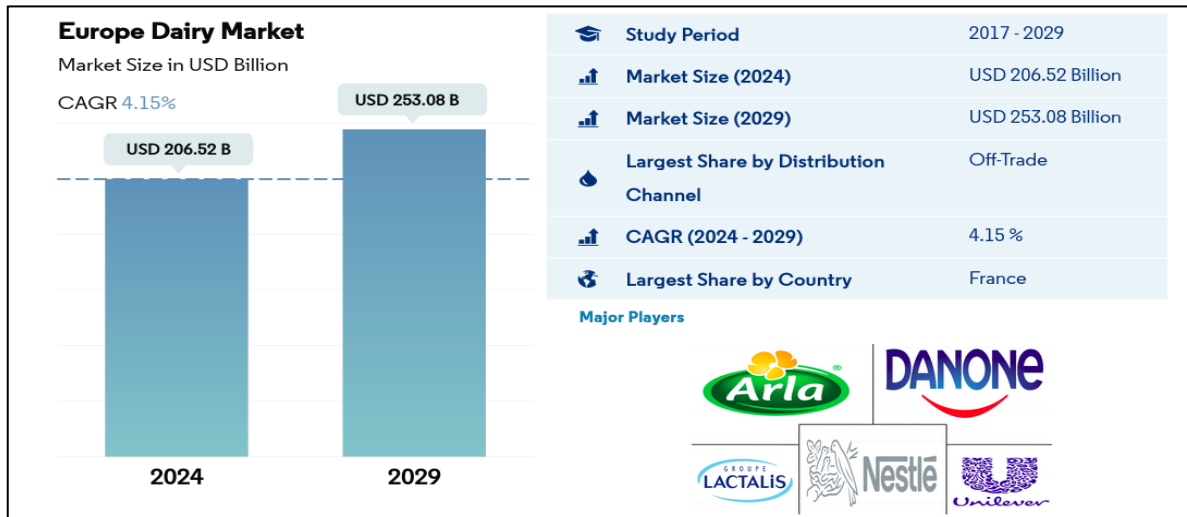 Europe Dairy Market
Market Size in USD Billion
CAGR 4.15%
USD 253.08 B
USD 206.52 B
2024
2029
Study Period 2017 - 2029
Market Size (2024) USD 206.52 Billion
Market Size (2029) USD 253.08 Billion
Largest Share by Distribution Off-Trade
Channel
CAGR (2024 - 2029) 4.15 %
Largest Share by Country France
Major Players
Arla ®
DANONE
GROUPE
LACTALIS
Nestlé
Unilever